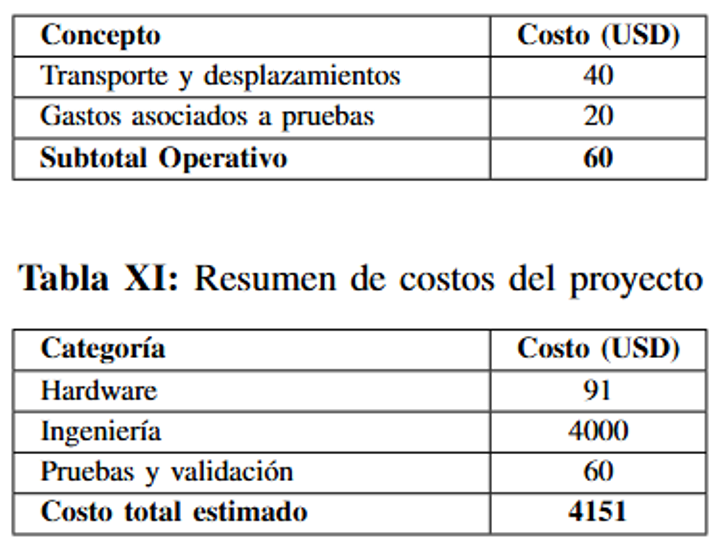 Concepto Costo (USD)
Transporte y desplazamientos 40
Gastos asociados a pruebas 20
Subtotal Operativo 60
Tabla XI: Resumen de costos del proyecto
Categoría Costo (USD)
Hardware 91
Ingeniería 4000
Pruebas y validación 60
Costo total estimado 4151